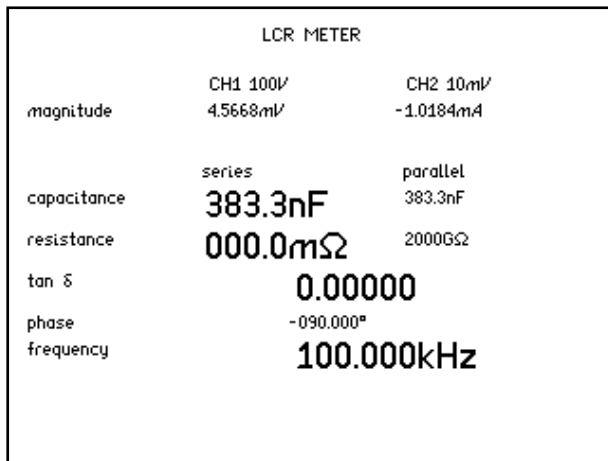 LCR METER
CH1 100V CH2 10mV
magnitude 4.5668mV -1.0184mA
series parallel
capacitance 383.3nF 383.3nF
resistance 000.0mΩ 2000GΩ
tan δ 0.00000
phase -090.000°
frequency 100.000kHz